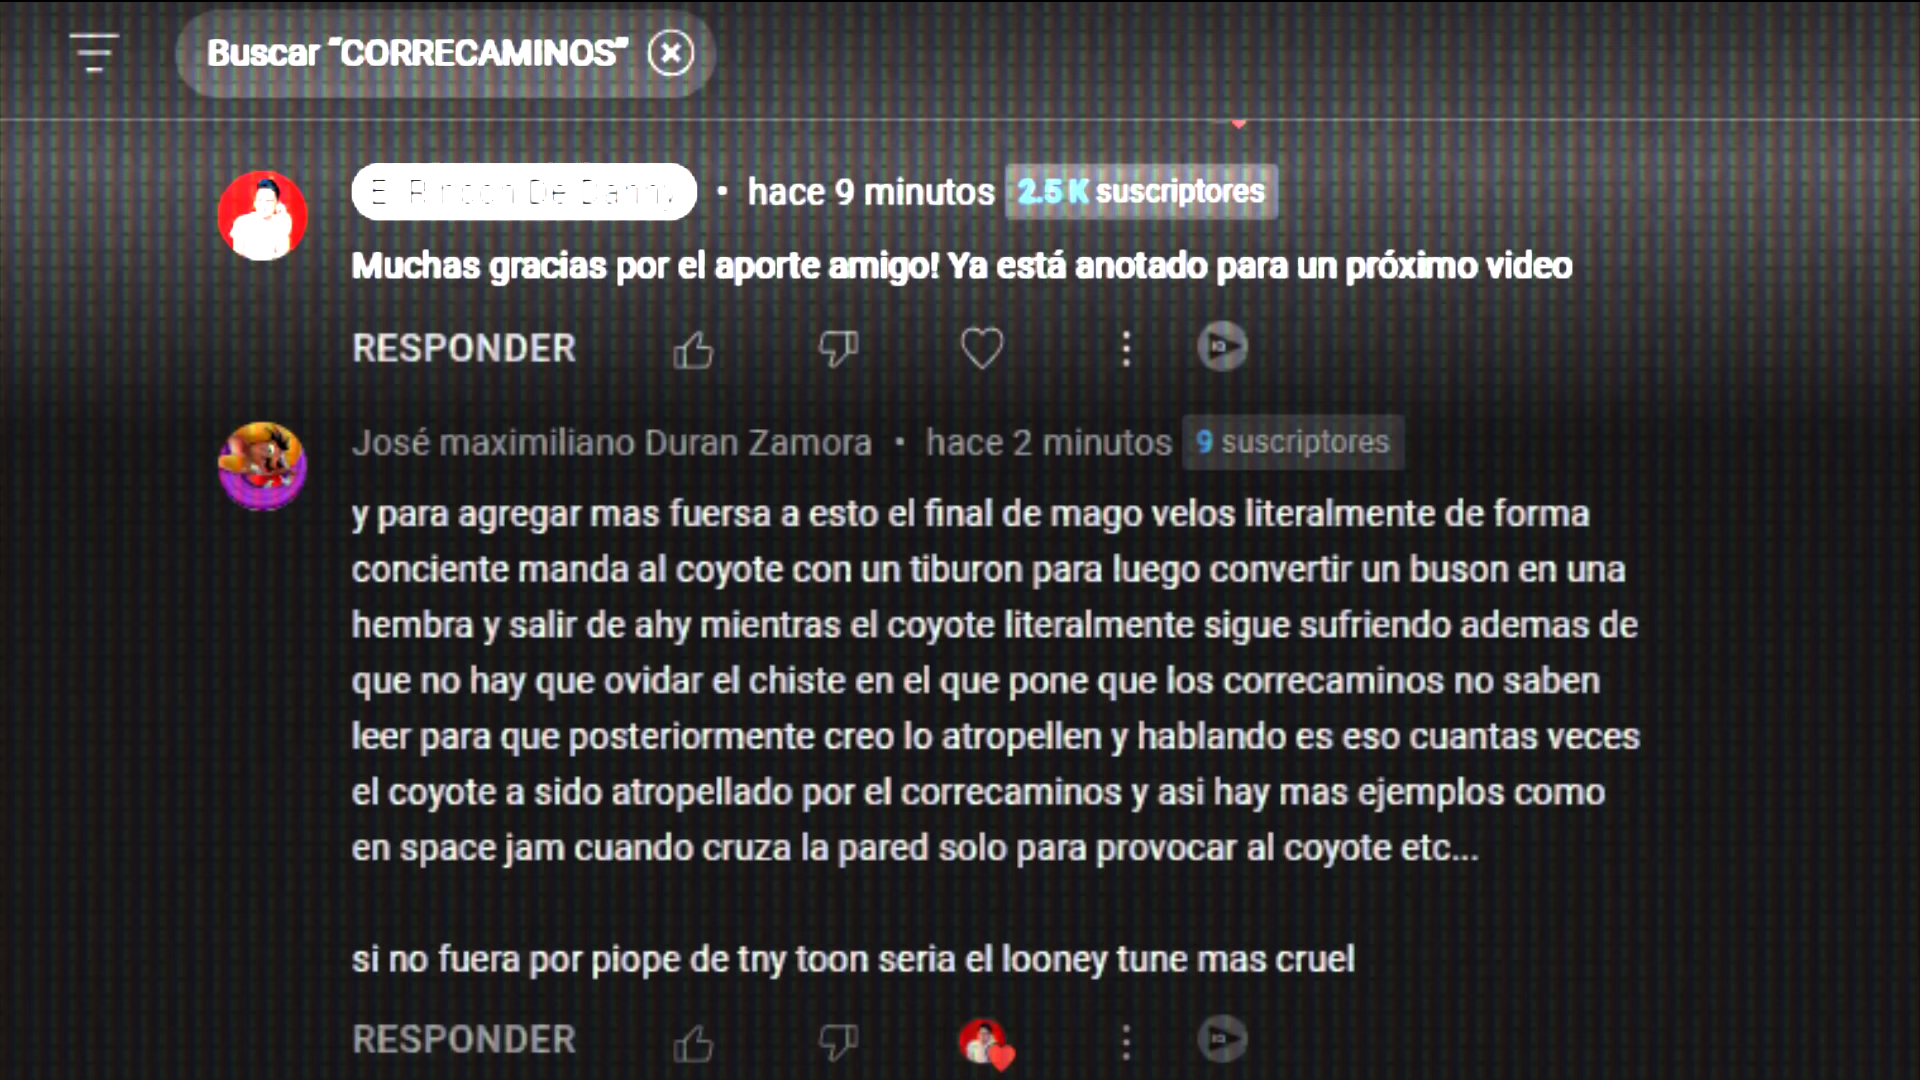 Buscar “CORRECAMINOS”
El Rincon De Danny • hace 9 minutos 2.5 K suscriptores
Muchas gracias por el aporte amigo! Ya está anotado para un próximo video
RESPONDER
José maximiliano Duran Zamora • hace 2 minutos 9 suscriptores
y para agregar mas fuersa a esto el final de mago velos literalmente de forma
conciente manda al coyote con un tiburon para luego convertir un buson en una
hembra y salir de ahy mientras el coyote literalmente sigue sufriendo ademas de
que no hay que ovidar el chiste en el que pone que los correcaminos no saben
leer para que posteriormente creo lo atropellen y hablando es eso cuantas veces
el coyote a sido atropellado por el correcaminos y asi hay mas ejemplos como
en space jam cuando cruza la pared solo para provocar al coyote etc...
si no fuera por piope de tny toon seria el looney tune mas cruel
RESPONDER